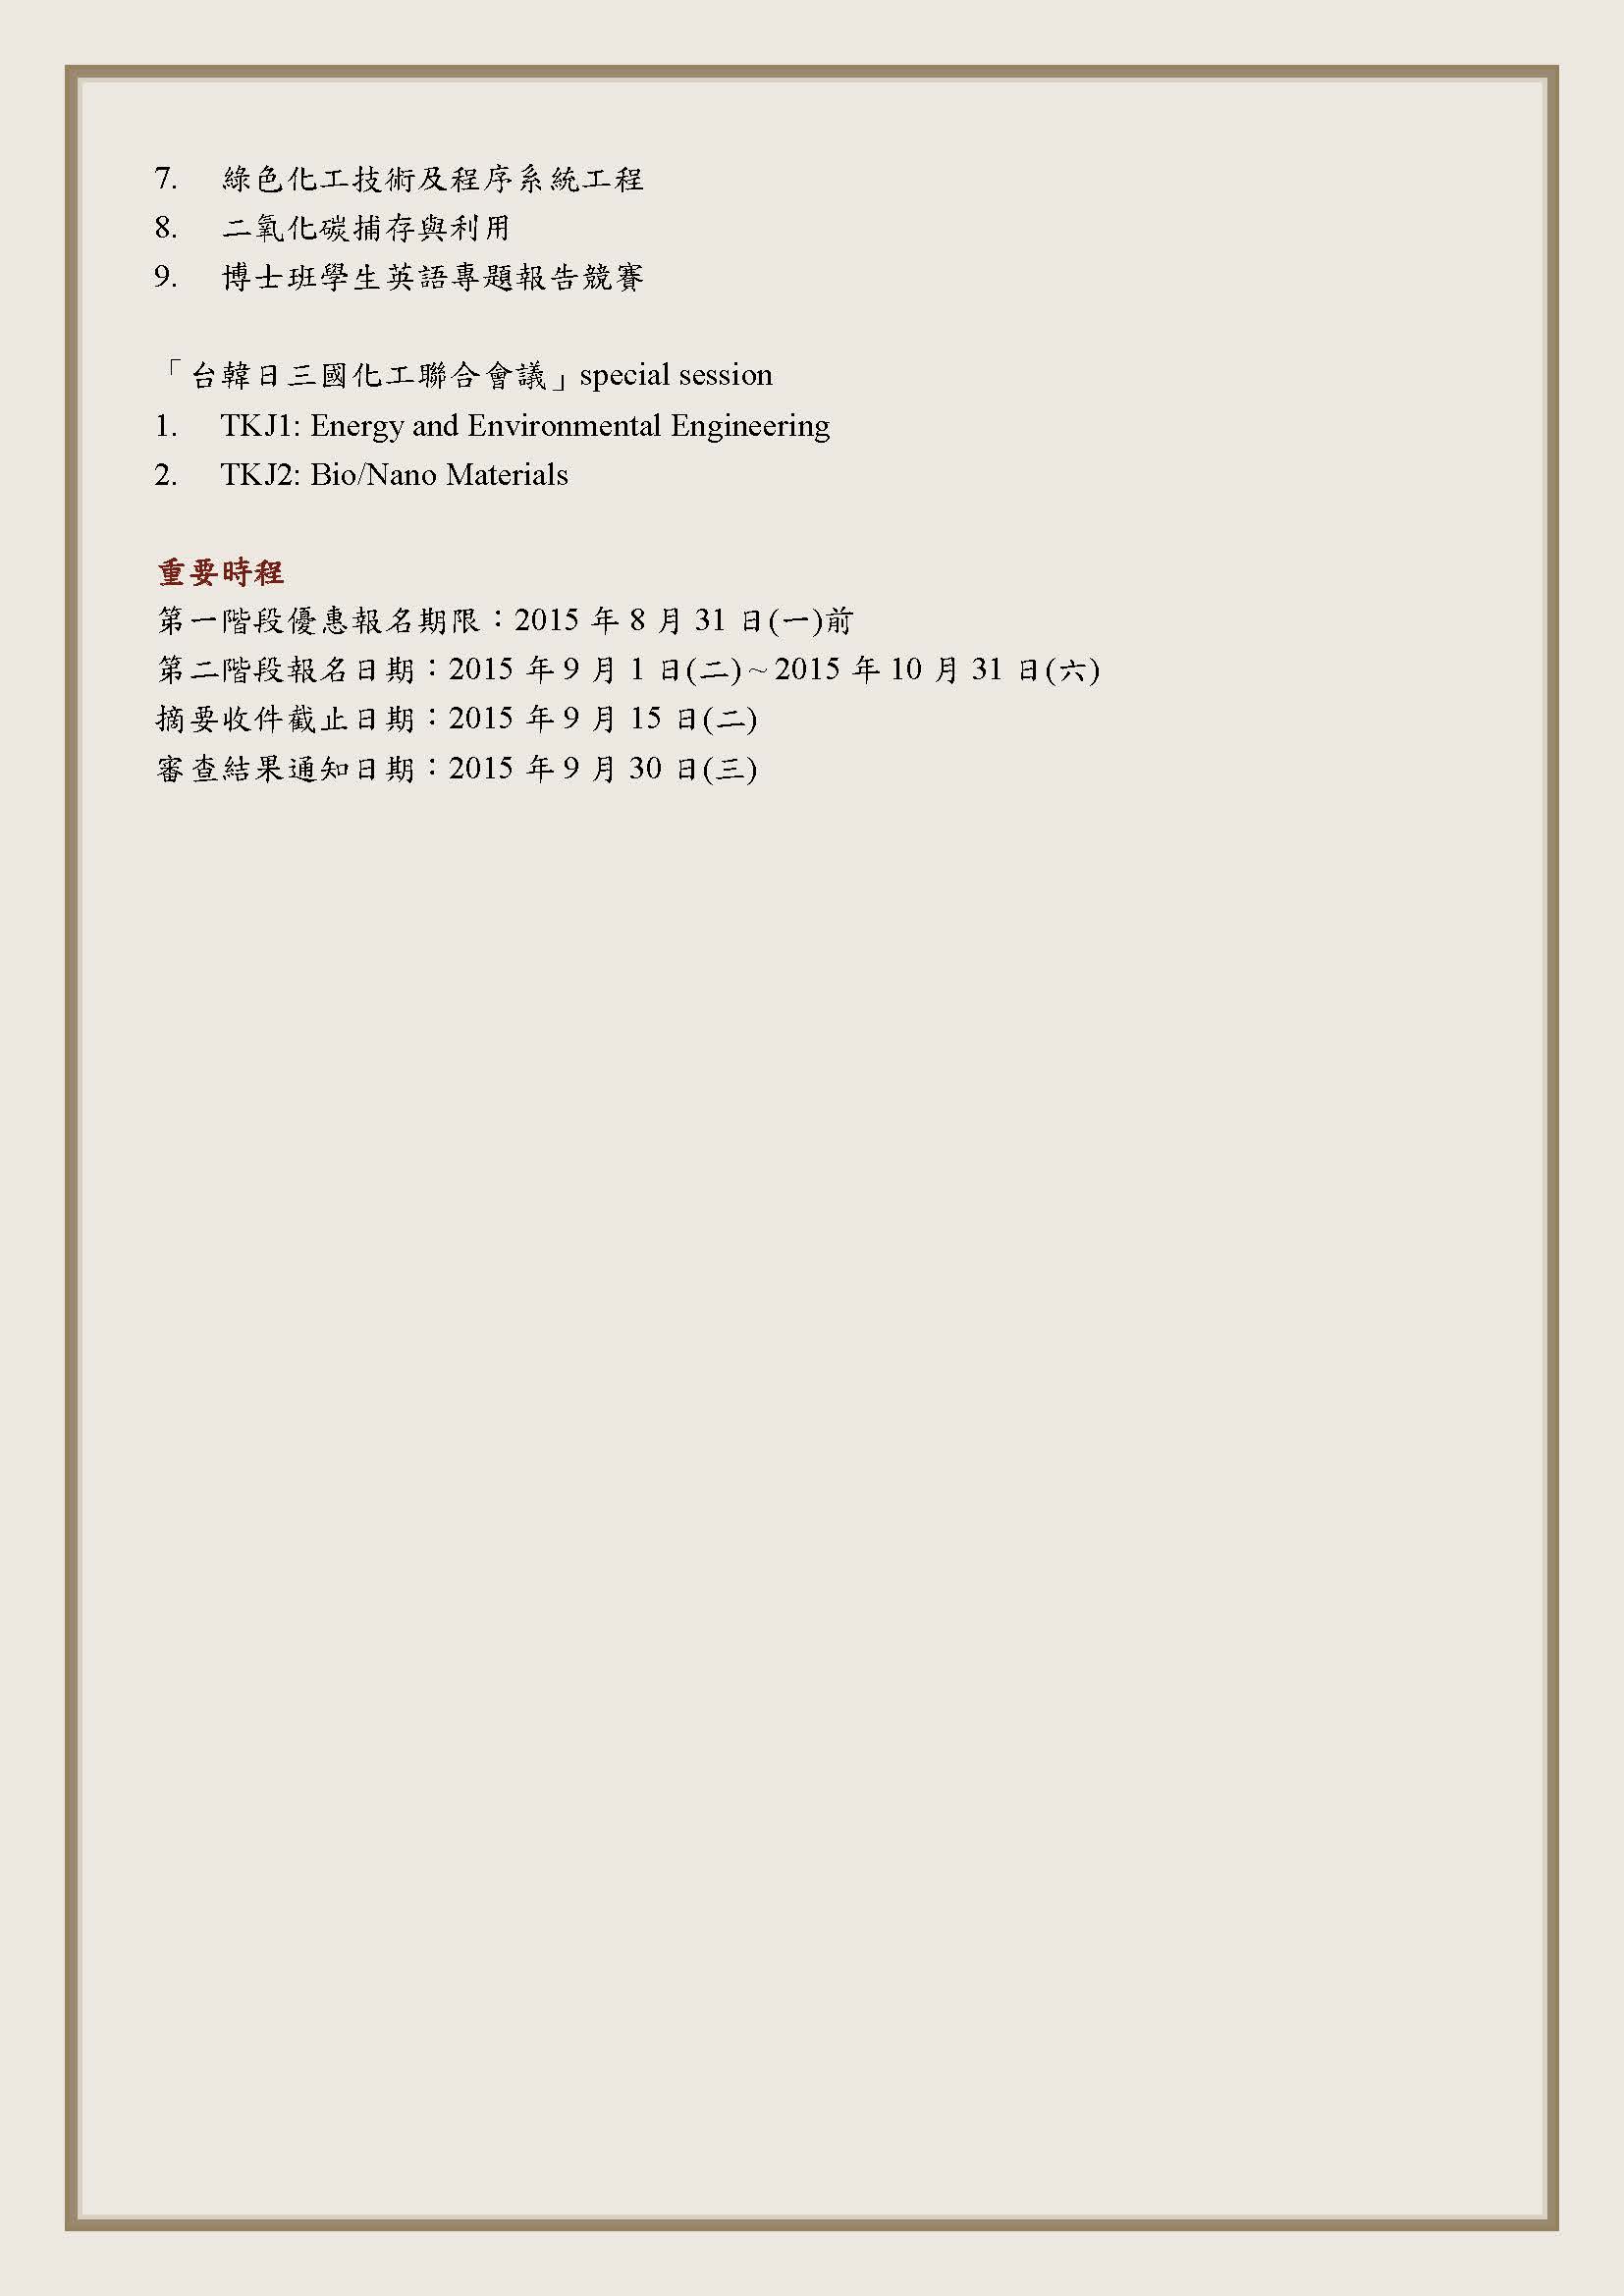 7. 綠色化工技術及程序系統工程
8. 二氧化碳捕存與利用
9. 博士班學生英語專題報告競賽
「台韓日三國化工聯合會議」special session
1. TKJ1: Energy and Environmental Engineering
2. TKJ2: Bio/Nano Materials
重要時程
第一階段優惠報名期限：2015 年 8 月 31 日(一)前
第二階段報名日期：2015 年 9 月 1 日(二) ~ 2015 年 10 月 31 日(六)
摘要收件截止日期：2015 年 9 月 15 日(二)
審查結果通知日期：2015 年 9 月 30 日(三)